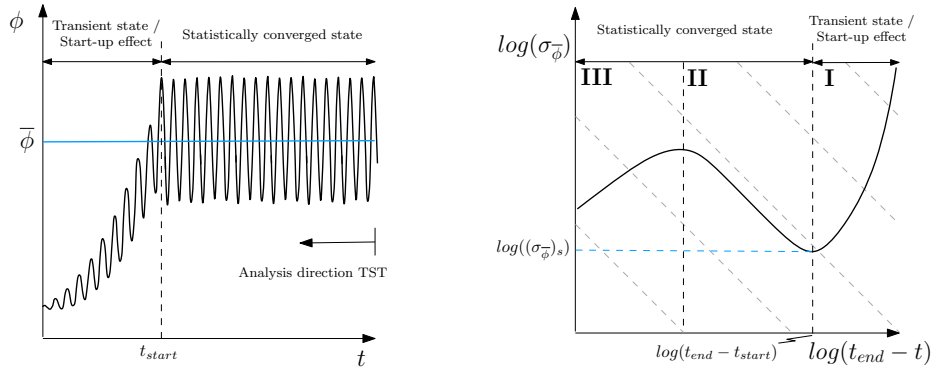 ϕ
Transient state /
Start-up effect
Statistically converged state
ϕ̅
Analysis direction TST
t_start
t
log(σ_ϕ̅)
Statistically converged state
Transient state /
Start-up effect
III
II
I
log((σ_ϕ̅)_s)
log(t_end − t_start)
log(t_end − t)